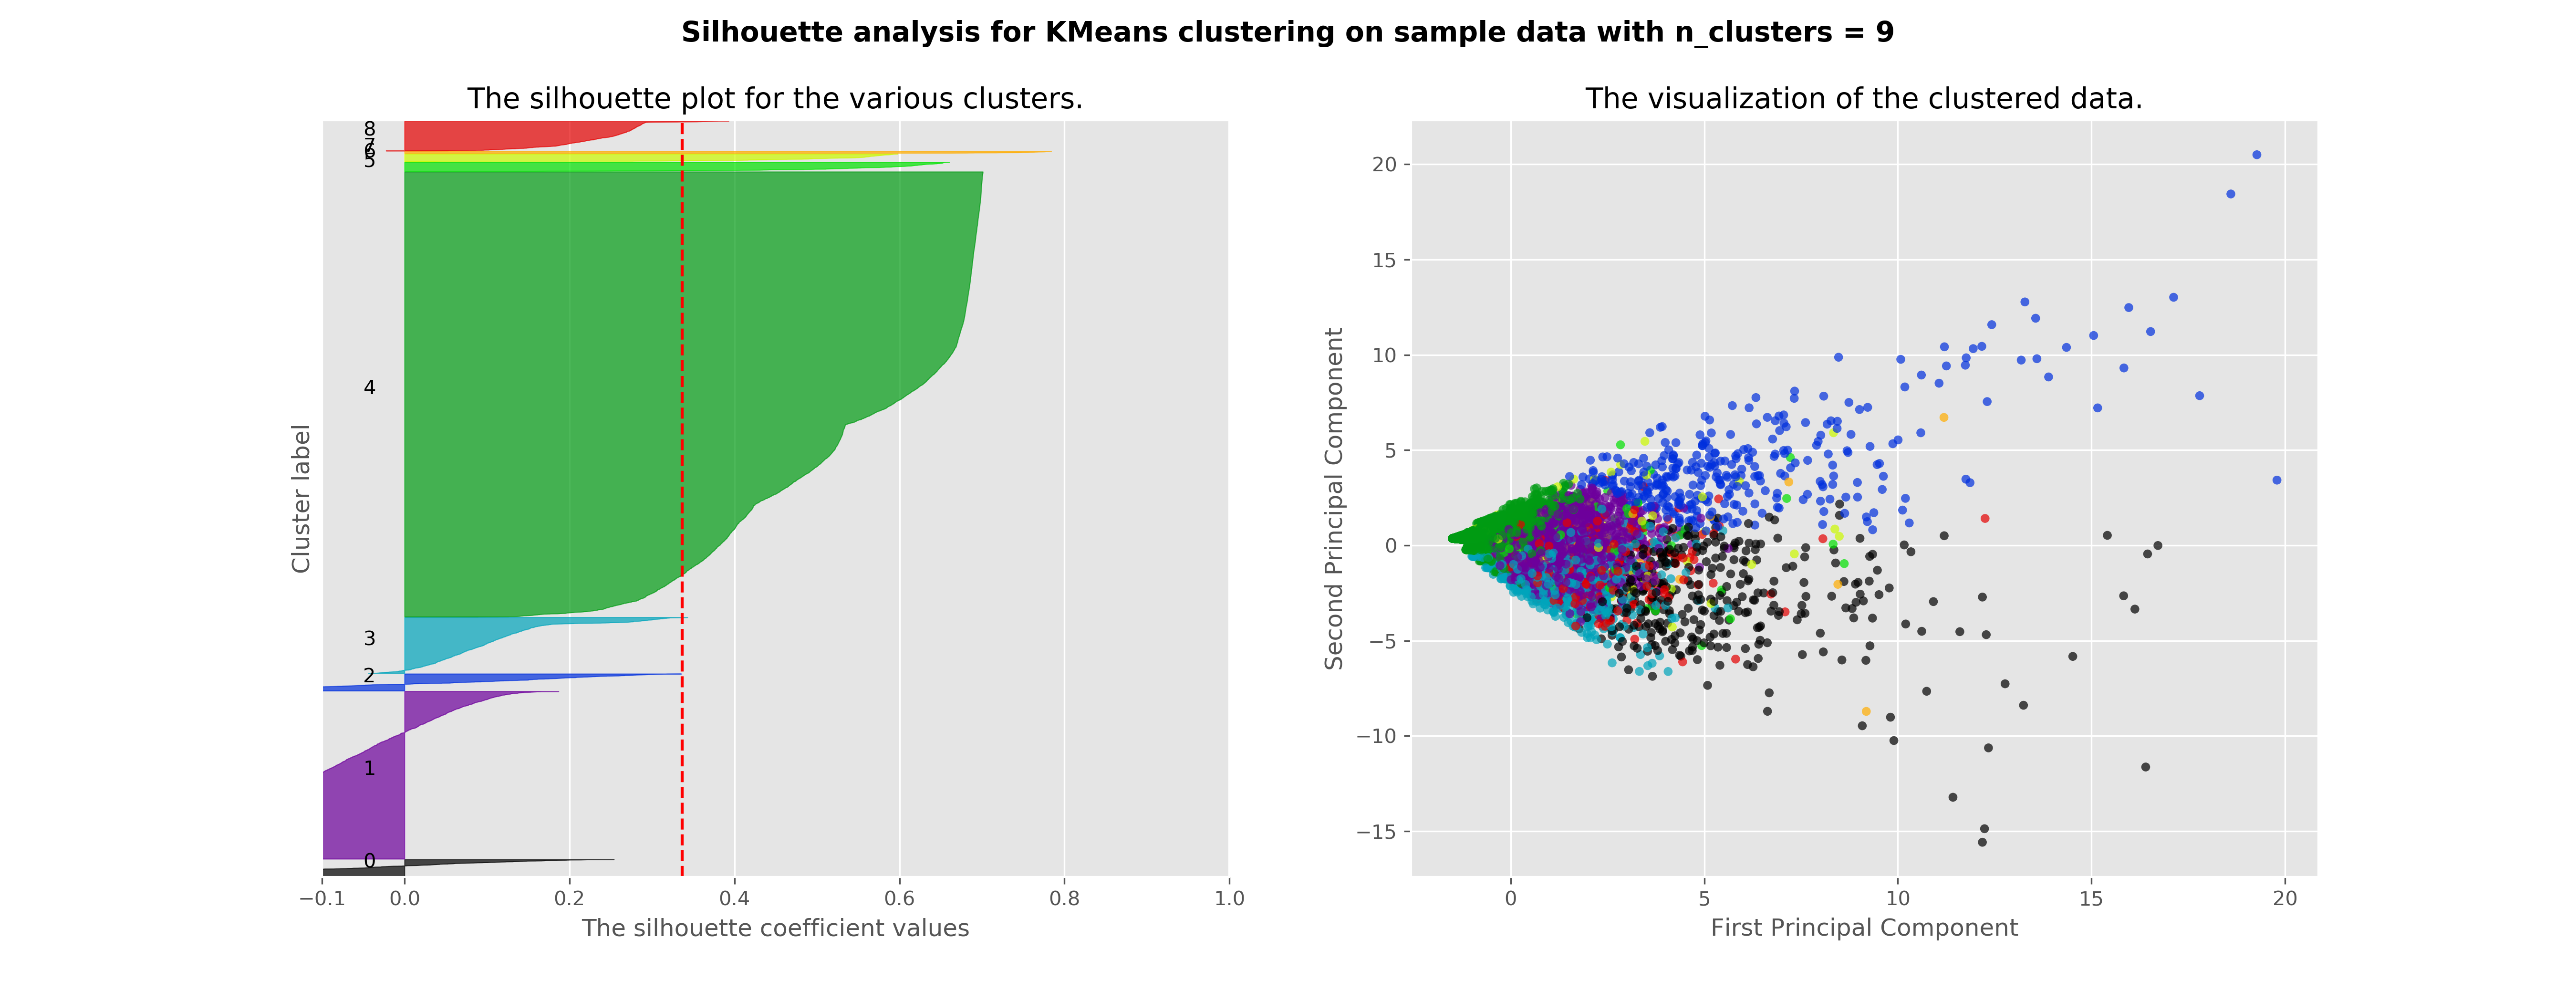 Silhouette analysis for KMeans clustering on sample data with n_clusters = 9
The silhouette plot for the various clusters.
Cluster label
8
7
6
5
4
3
2
1
0
−0.1 0.0 0.2 0.4 0.6 0.8 1.0
The silhouette coefficient values
The visualization of the clustered data.
Second Principal Component
20
15
10
5
0
−5
−10
−15
0 5 10 15 20
First Principal Component